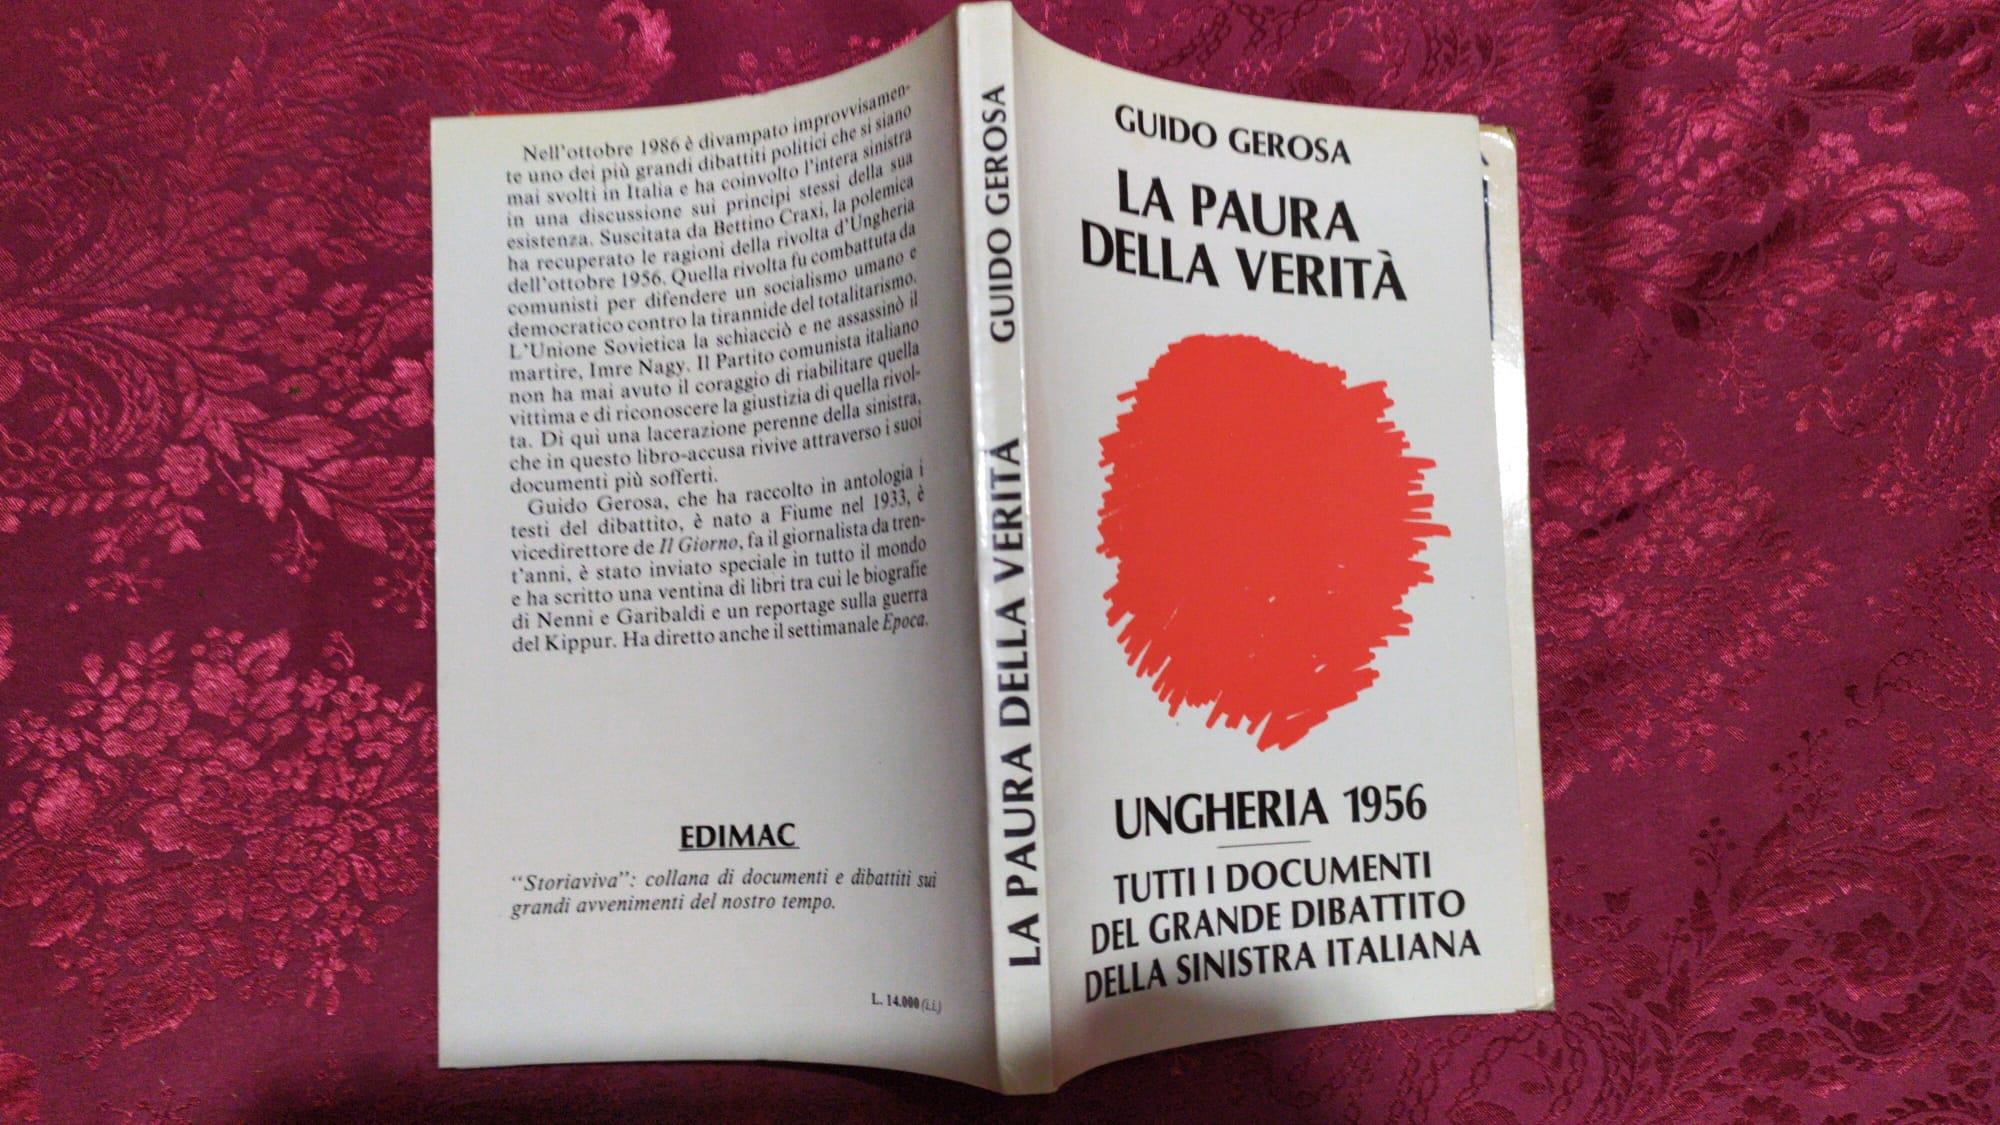 Nell'ottobre 1986 è divampato improvvisamen-
te uno dei più grandi dibattiti politici che si siano
mai svolti in Italia e ha coinvolto l'intera sinistra
in una discussione sui principi stessi della sua
esistenza. Suscitata da Bettino Craxi, la polemica
ha recuperato le ragioni della rivolta d'Ungheria
dell'ottobre 1956. Quella rivolta fu combattuta da
comunisti per difendere un socialismo umano e
democratico contro la tirannide del totalitarismo.
L'Unione Sovietica la schiacciò e ne assassinò il
martire, Imre Nagy. Il Partito comunista italiano
non ha mai avuto il coraggio di riabilitare quella
vittima e di riconoscere la giustizia di quella rivol-
ta. Di qui una lacerazione perenne della sinistra,
che in questo libro-accusa rivive attraverso i suoi
documenti più sofferti.
Guido Gerosa, che ha raccolto in antologia i
testi del dibattito, è nato a Fiume nel 1933, è
vicedirettore de Il Giorno, fa il giornalista da tren-
t'anni, è stato inviato speciale in tutto il mondo
e ha scritto una ventina di libri tra cui le biografie
di Nenni e Garibaldi e un reportage sulla guerra
del Kippur. Ha diretto anche il settimanale Epoca.
EDIMAC
"Storiaviva": collana di documenti e dibattiti sui
grandi avvenimenti del nostro tempo.
L. 14.000 (i.i.)
LA PAURA DELLA VERITÀ GUIDO GEROSA
GUIDO GEROSA
LA PAURA
DELLA VERITÀ
UNGHERIA 1956
TUTTI I DOCUMENTI
DEL GRANDE DIBATTITO
DELLA SINISTRA ITALIANA